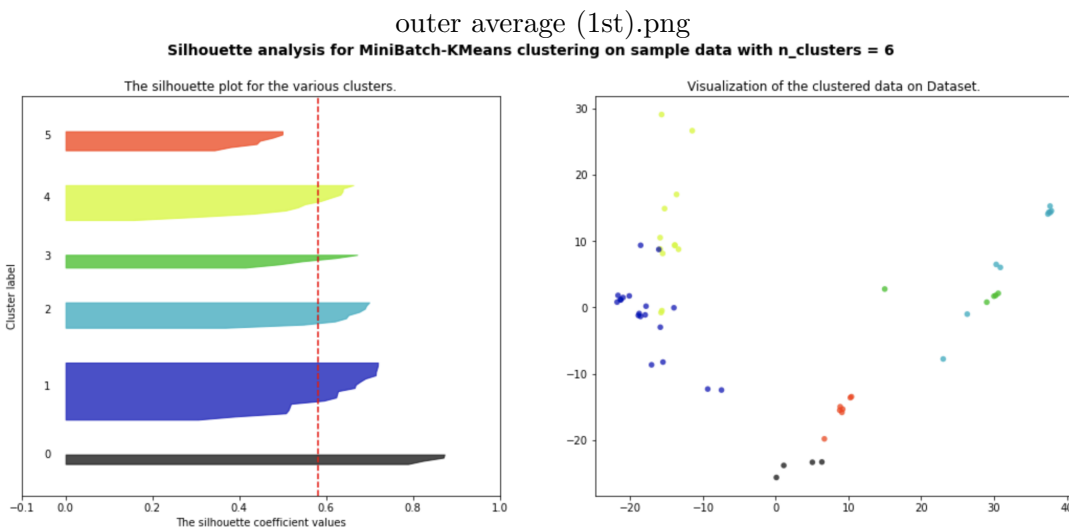 outer average (1st).png
Silhouette analysis for MiniBatch-KMeans clustering on sample data with n_clusters = 6
The silhouette plot for the various clusters.
Cluster label
5
4
3
2
1
0
−0.1 0.0 0.2 0.4 0.6 0.8 1.0
The silhouette coefficient values
Visualization of the clustered data on Dataset.
30
20
10
0
−10
−20
−20 −10 0 10 20 30 40